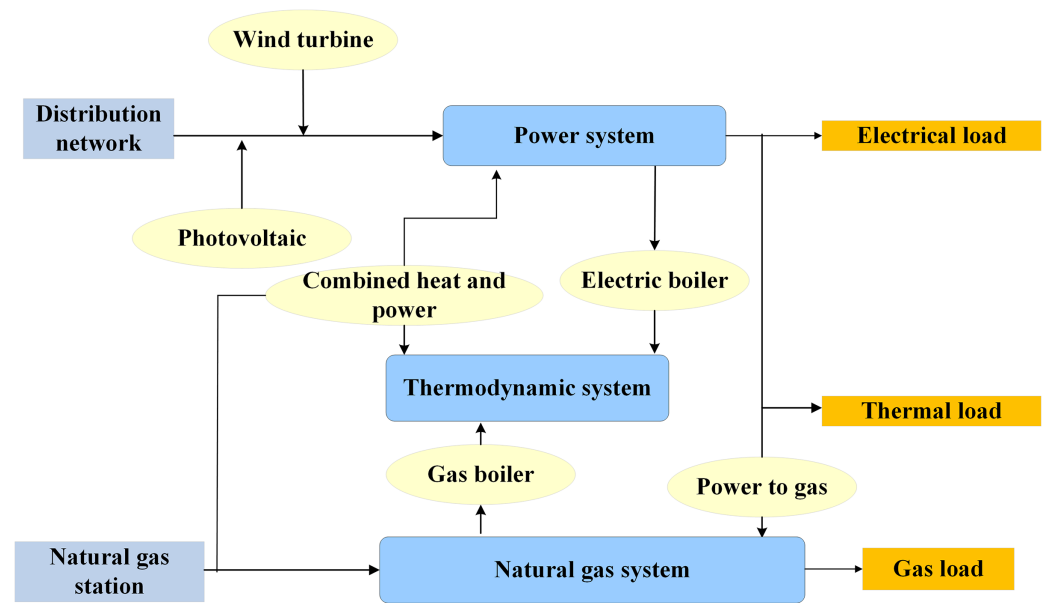 Wind turbine
Distribution
network
Power system
Electrical load
Photovoltaic
Combined heat and
power
Electric boiler
Thermodynamic system
Thermal load
Gas boiler
Power to gas
Natural gas
station
Natural gas system
Gas load